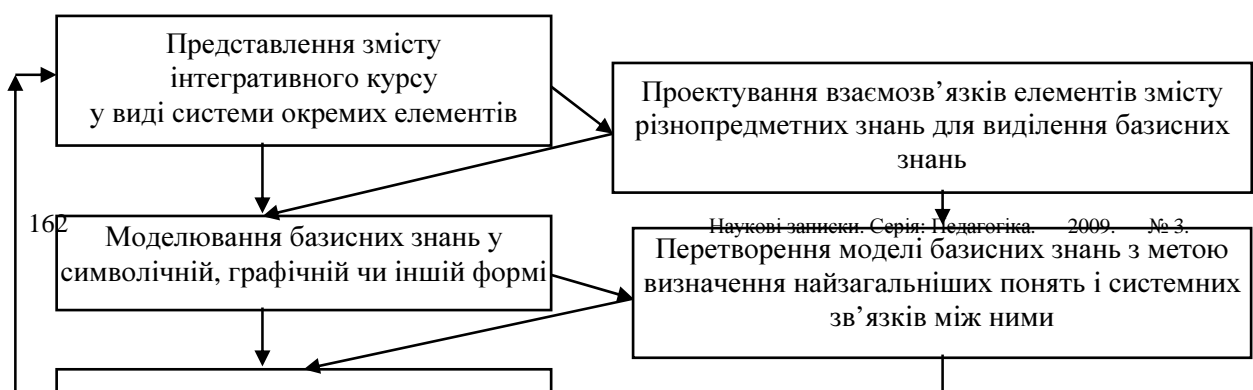 Представлення змісту
інтегративного курсу
у виді системи окремих елементів
Проектування взаємозв’язків елементів змісту
різнопредметних знань для виділення базисних
знань
162
Наукові записки. Серія: Педагогіка. 2009. № 3.
Моделювання базисних знань у
символічній, графічній чи іншій формі
Перетворення моделі базисних знань з метою
визначення найзагальніших понять і системних
зв’язків між ними